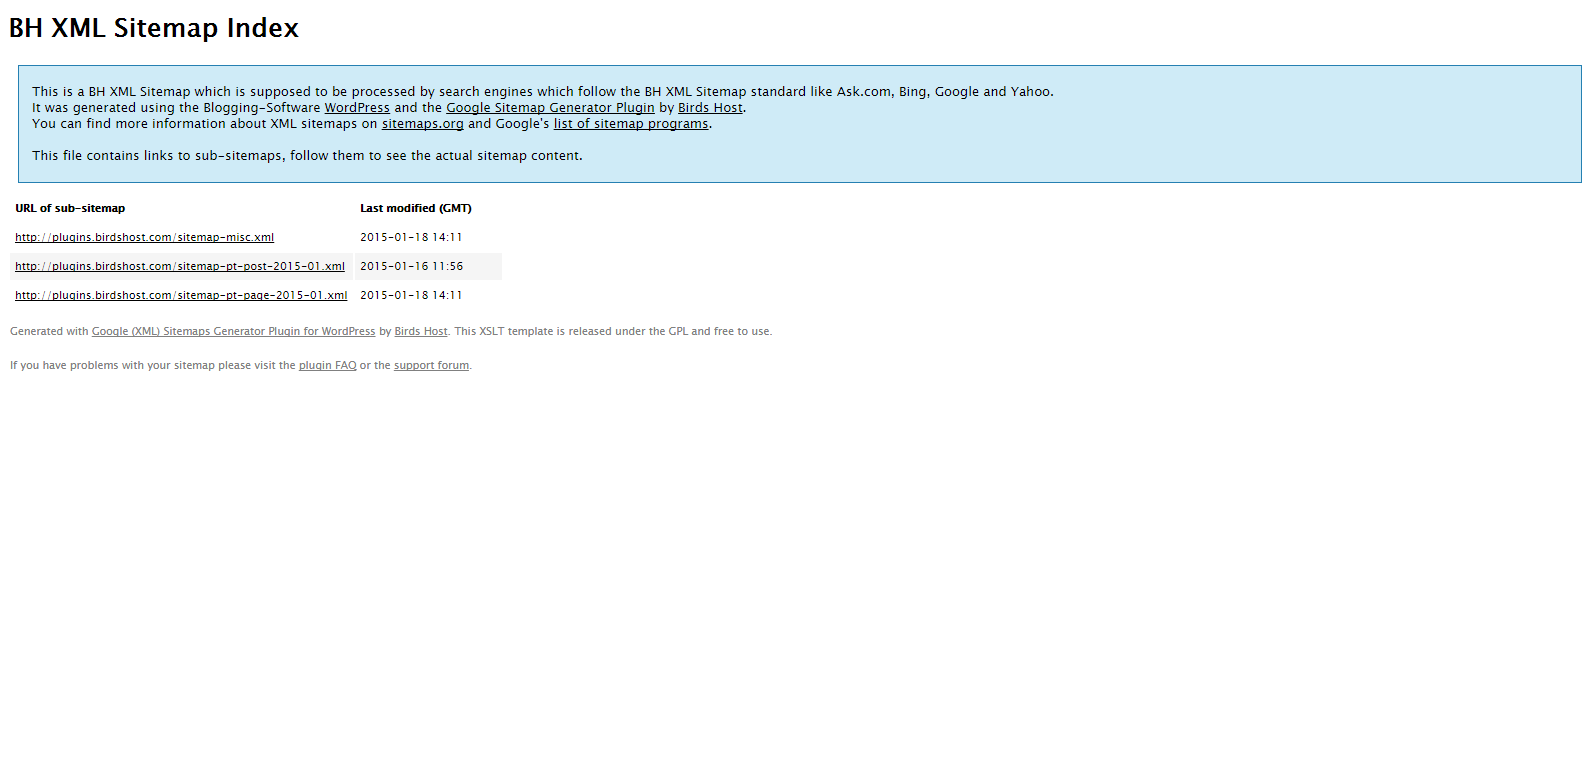 BH XML Sitemap Index
This is a BH XML Sitemap which is supposed to be processed by search engines which follow the BH XML Sitemap standard like Ask.com, Bing, Google and Yahoo.
It was generated using the Blogging-Software WordPress and the Google Sitemap Generator Plugin by Birds Host.
You can find more information about XML sitemaps on sitemaps.org and Google's list of sitemap programs.
This file contains links to sub-sitemaps, follow them to see the actual sitemap content.
URL of sub-sitemap Last modified (GMT)
http://plugins.birdshost.com/sitemap-misc.xml 2015-01-18 14:11
http://plugins.birdshost.com/sitemap-pt-post-2015-01.xml 2015-01-16 11:56
http://plugins.birdshost.com/sitemap-pt-page-2015-01.xml 2015-01-18 14:11
Generated with Google (XML) Sitemaps Generator Plugin for WordPress by Birds Host. This XSLT template is released under the GPL and free to use.
If you have problems with your sitemap please visit the plugin FAQ or the support forum.